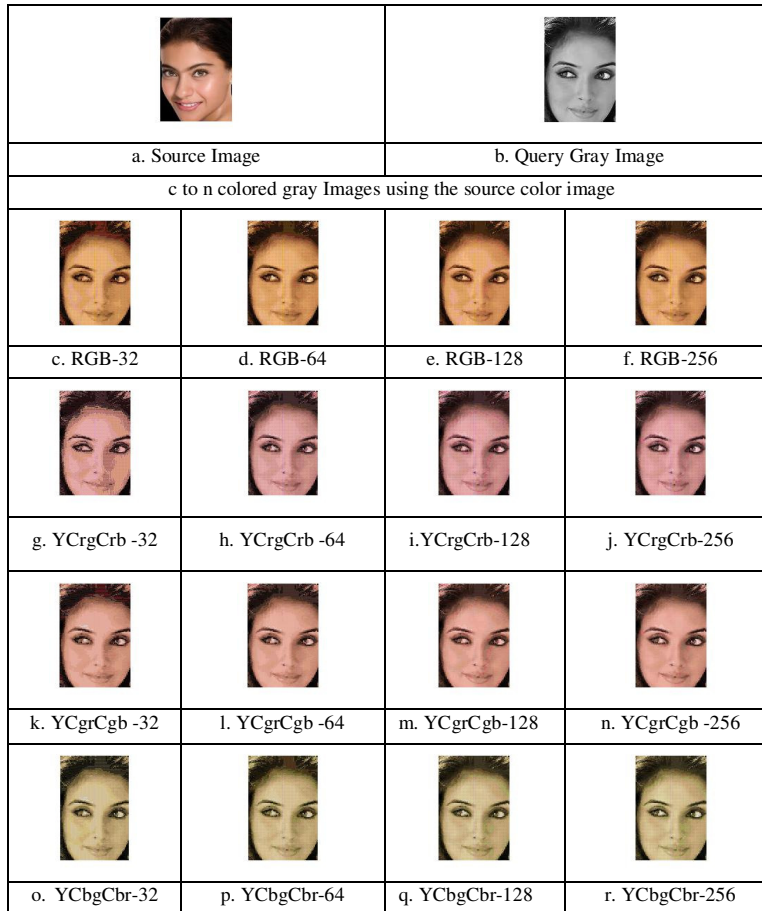 a. Source Image
b. Query Gray Image
c to n colored gray Images using the source color image
c. RGB-32
d. RGB-64
e. RGB-128
f. RGB-256
g. YCrgCrb -32
h. YCrgCrb -64
i.YCrgCrb-128
j. YCrgCrb-256
k. YCgrCgb -32
l. YCgrCgb -64
m. YCgrCgb-128
n. YCgrCgb -256
o. YCbgCbr-32
p. YCbgCbr-64
q. YCbgCbr-128
r. YCbgCbr-256